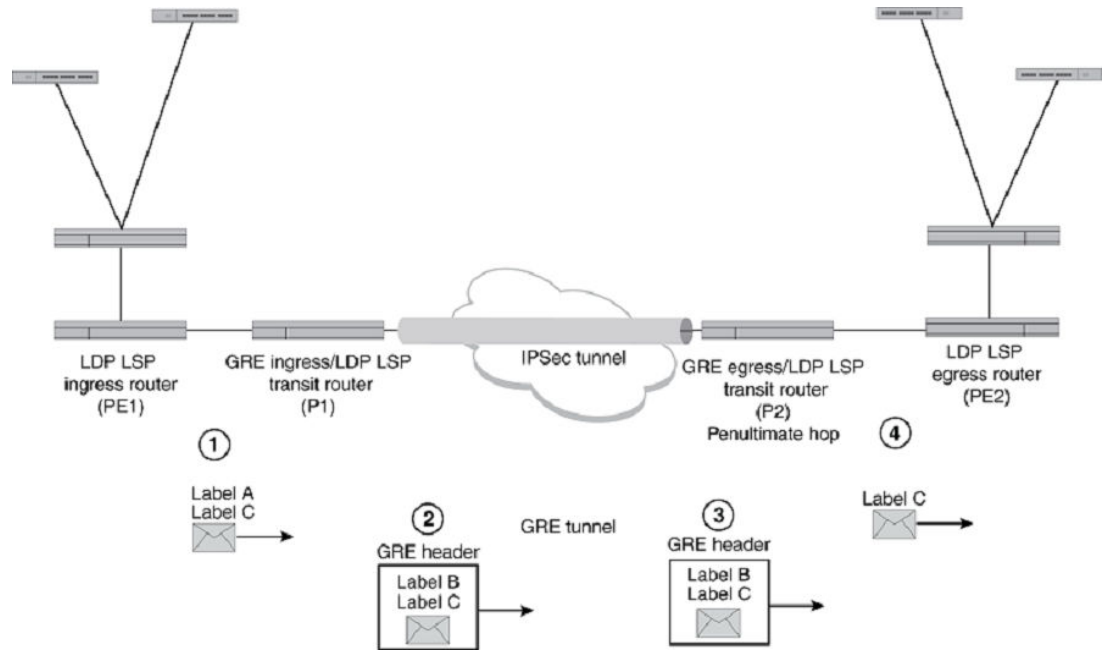 IPSec tunnel
LDP LSP
ingress router
(PE1)
GRE ingress/LDP LSP
transit router
(P1)
GRE egress/LDP LSP
transit router
(P2)
Penultimate hop
LDP LSP
egress router
(PE2)
1
Label A
Label C
2
GRE header
Label B
Label C
GRE tunnel
3
GRE header
Label B
Label C
4
Label C